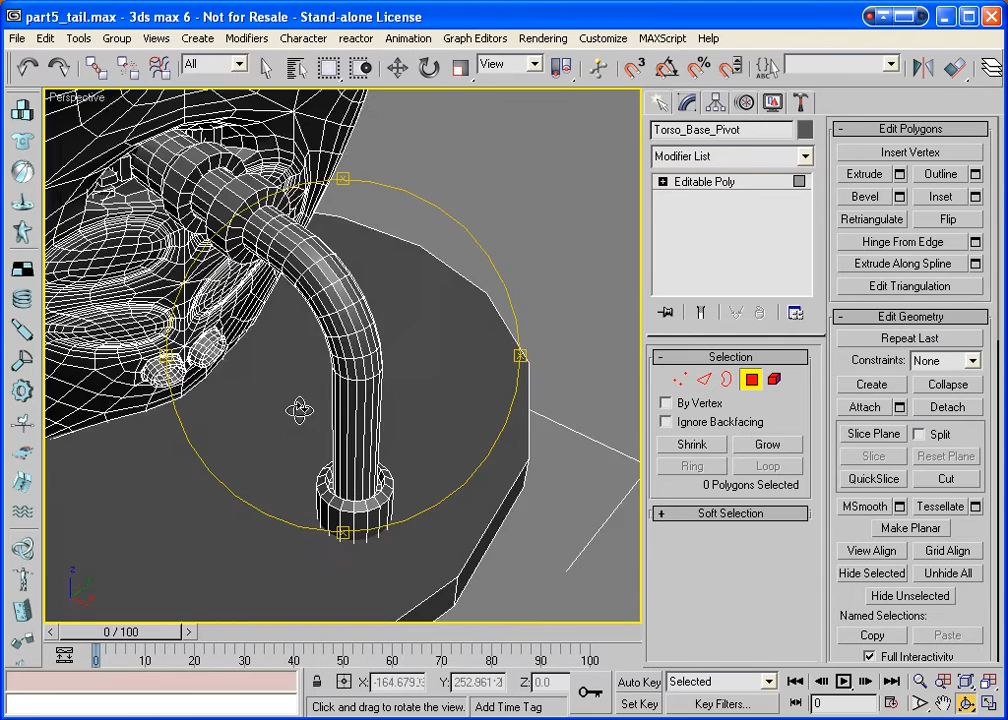 part5_tail.max - 3ds max 6 - Not for Resale - Stand-alone License
File Edit Tools Group Views Create Modifiers Character reactor Animation Graph Editors Rendering Customize MAXScript Help
All View
Perspective
Torso_Base_Pivot
Modifier List
Editable Poly
- Selection
By Vertex
Ignore Backfacing
Shrink Grow
Ring Loop
0 Polygons Selected
+ Soft Selection
- Edit Polygons
Insert Vertex
Extrude Outline
Bevel Inset
Retriangulate Flip
Hinge From Edge
Extrude Along Spline
Edit Triangulation
- Edit Geometry
Repeat Last
Constraints: None
Create Collapse
Attach Detach
Slice Plane Split
Slice Reset Plane
QuickSlice Cut
MSmooth Tessellate
Make Planar
View Align Grid Align
Hide Selected Unhide All
Hide Unselected
Named Selections:
Copy Paste
Full Interactivity
z
0 / 100
0 10 20 30 40 50 60 70 80 90 100
X: -164.679 Y: 252.961 Z: 0.0
Auto Key Selected
Click and drag to rotate the view. Add Time Tag
Set Key Key Filters... 0